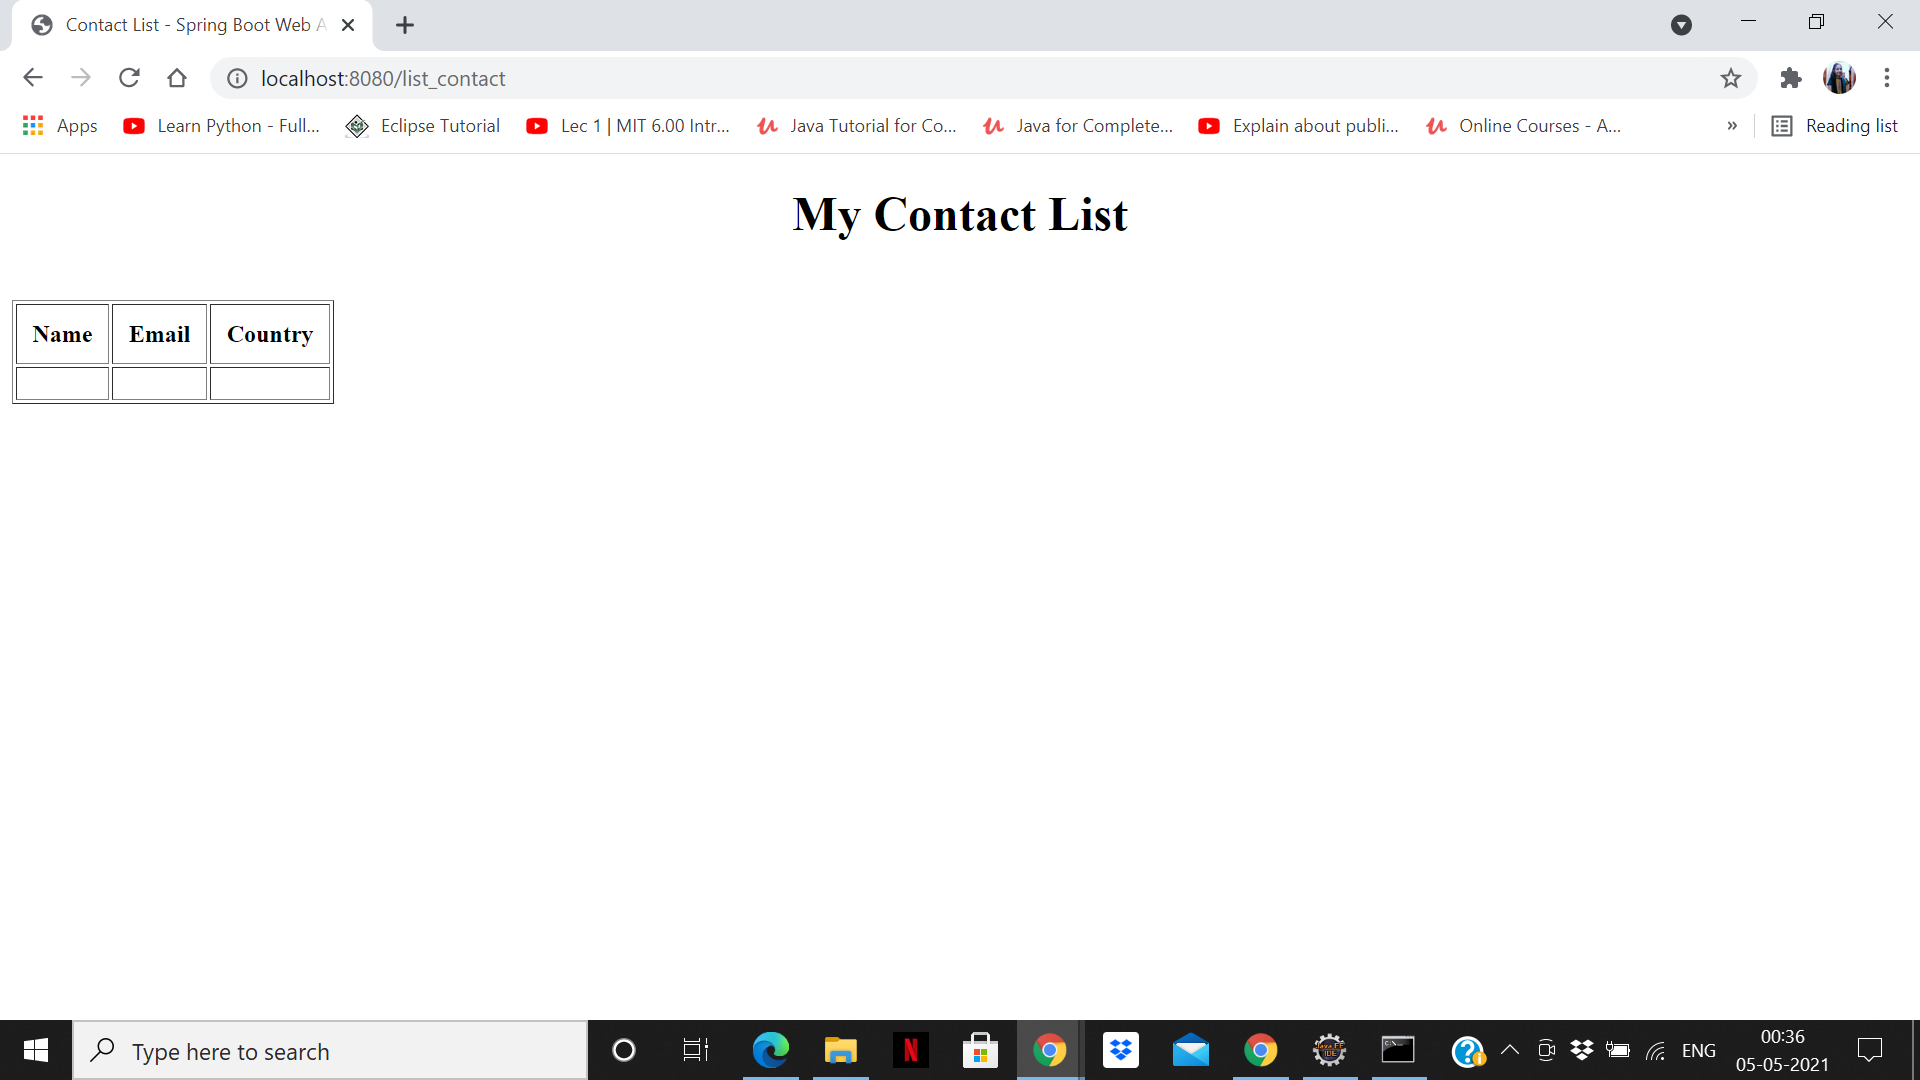 Contact List - Spring Boot Web A
localhost:8080/list_contact
Apps Learn Python - Full... Eclipse Tutorial Lec 1 | MIT 6.00 Intr... Java Tutorial for Co... Java for Complete... Explain about publi... Online Courses - A... » Reading list
My Contact List
Name Email Country
Type here to search
N
ENG
00:36
05-05-2021